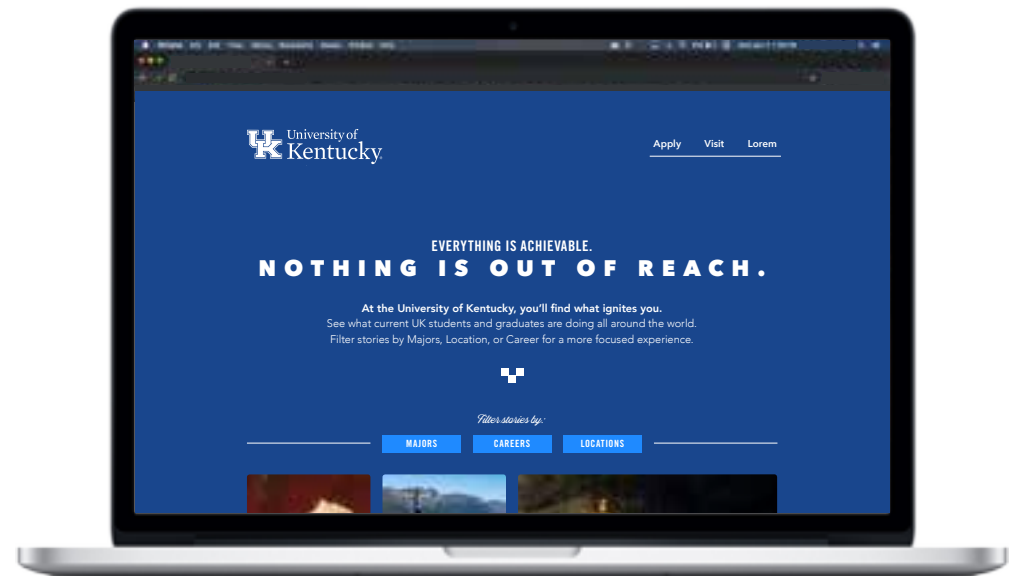 University of
Kentucky
Apply Visit Lorem
EVERYTHING IS ACHIEVABLE.
NOTHING IS OUT OF REACH.
At the University of Kentucky, you'll find what ignites you.
See what current UK students and graduates are doing all around the world.
Filter stories by Majors, Location, or Career for a more focused experience.
Filter stories by:
MAJORS CAREERS LOCATIONS